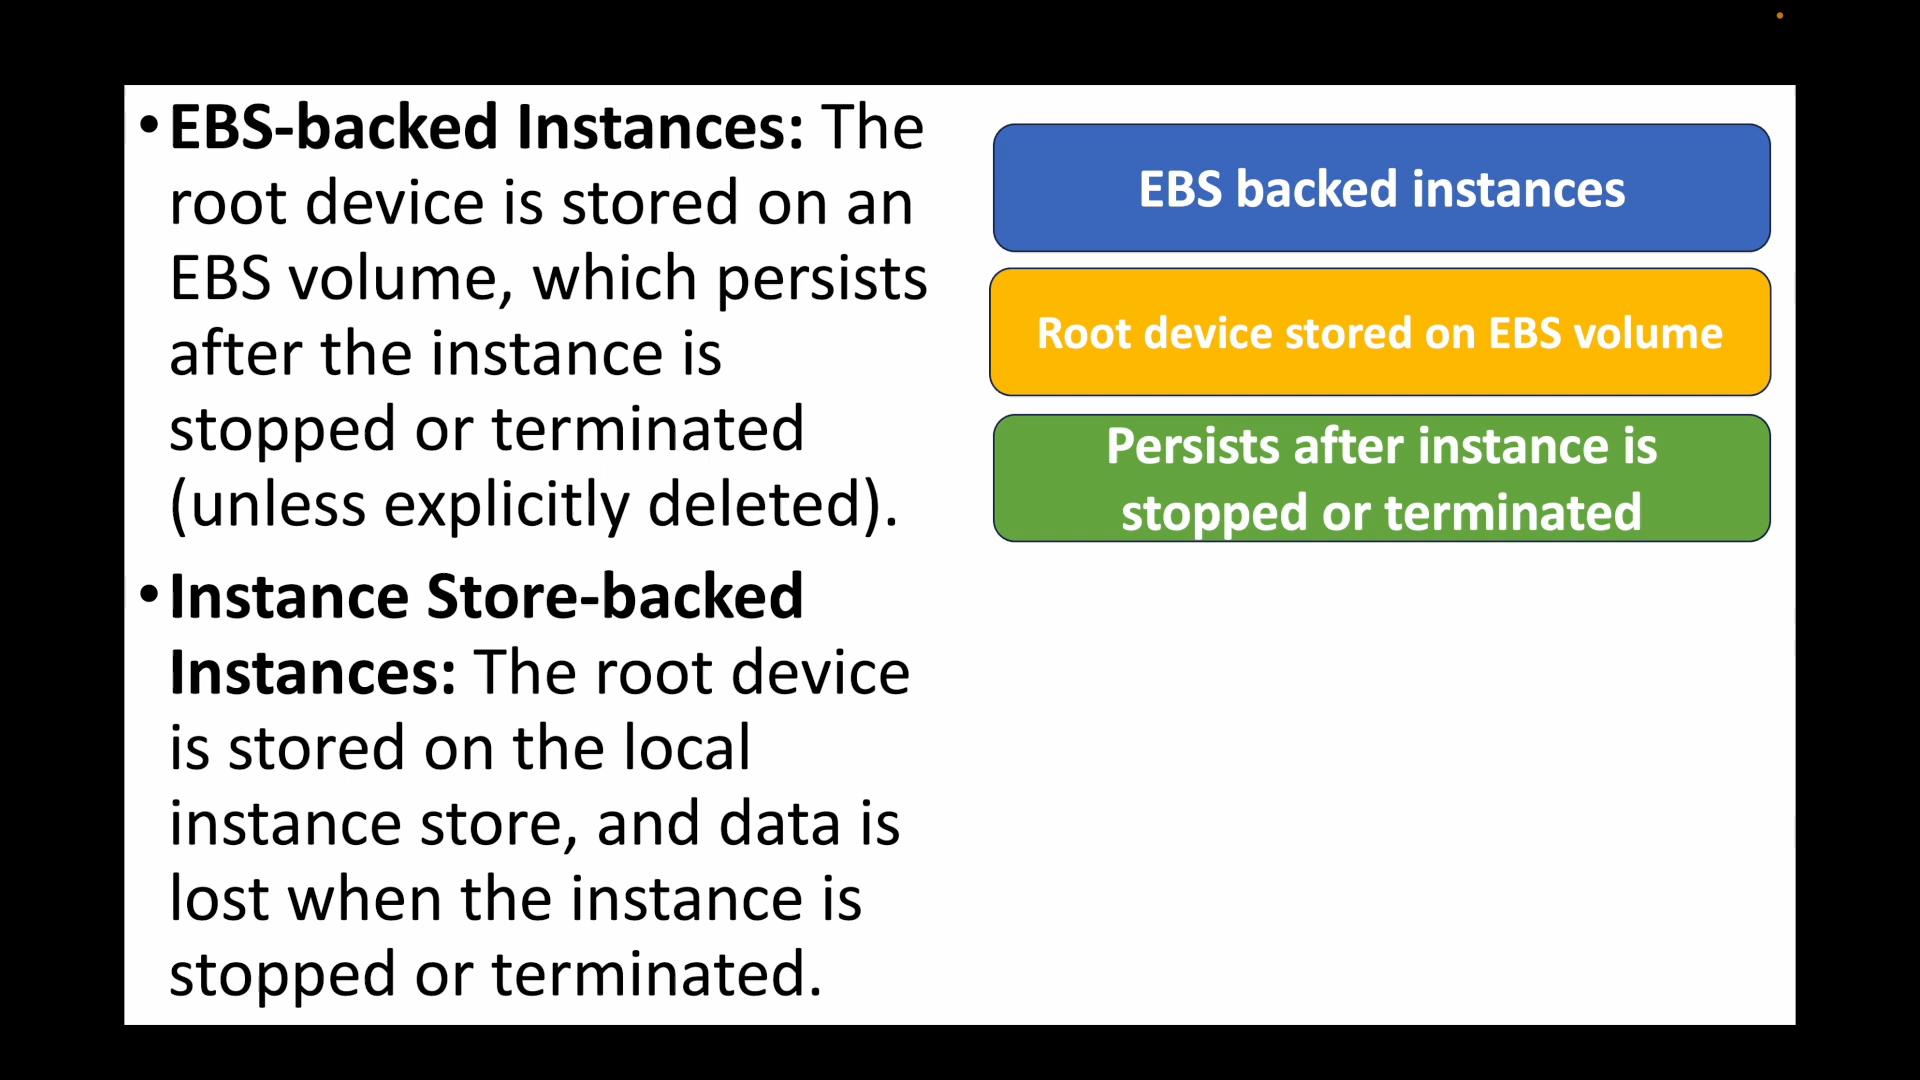 • EBS-backed Instances: The
root device is stored on an
EBS volume, which persists
after the instance is
stopped or terminated
(unless explicitly deleted).
• Instance Store-backed
Instances: The root device
is stored on the local
instance store, and data is
lost when the instance is
stopped or terminated.
EBS backed instances
Root device stored on EBS volume
Persists after instance is
stopped or terminated